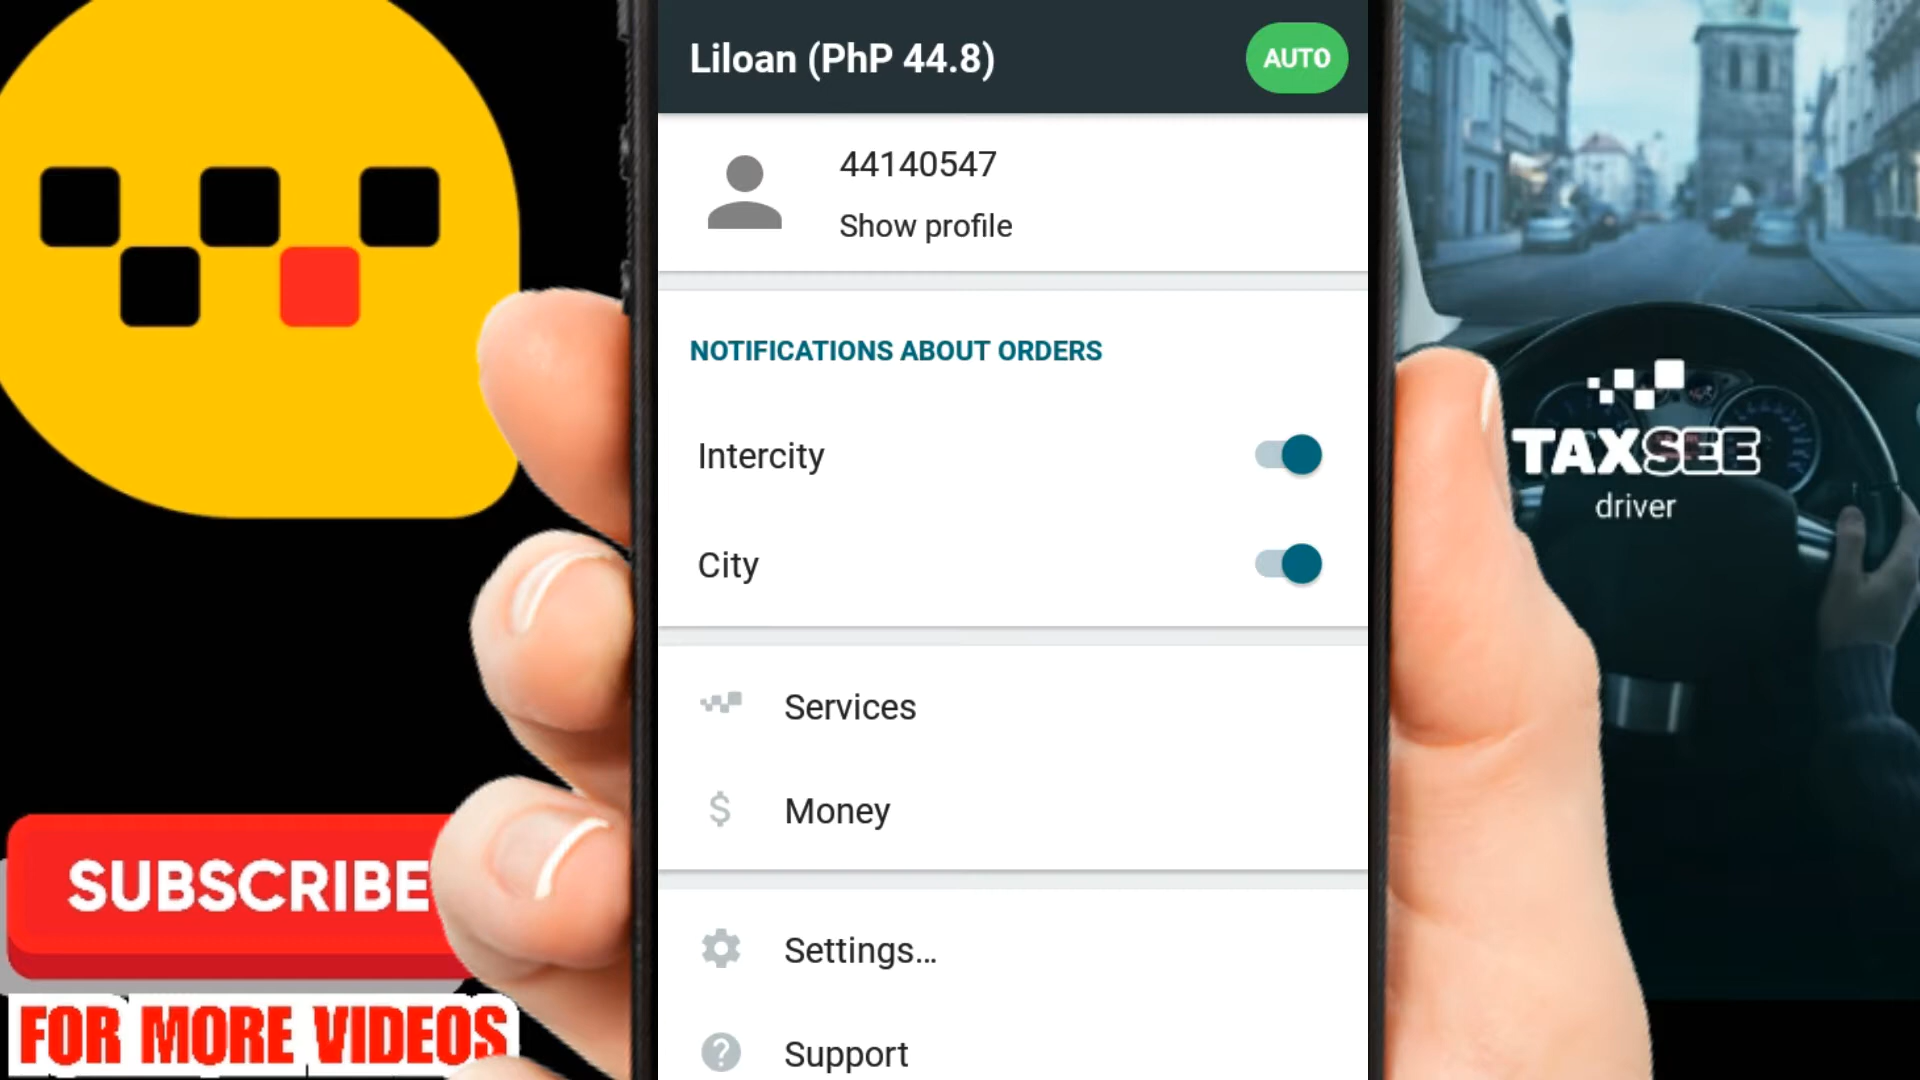 Liloan (PhP 44.8)
AUTO
44140547
Show profile
NOTIFICATIONS ABOUT ORDERS
Intercity
City
Services
Money
Settings...
Support
TAXSEE
driver
SUBSCRIBE
FOR MORE VIDEOS